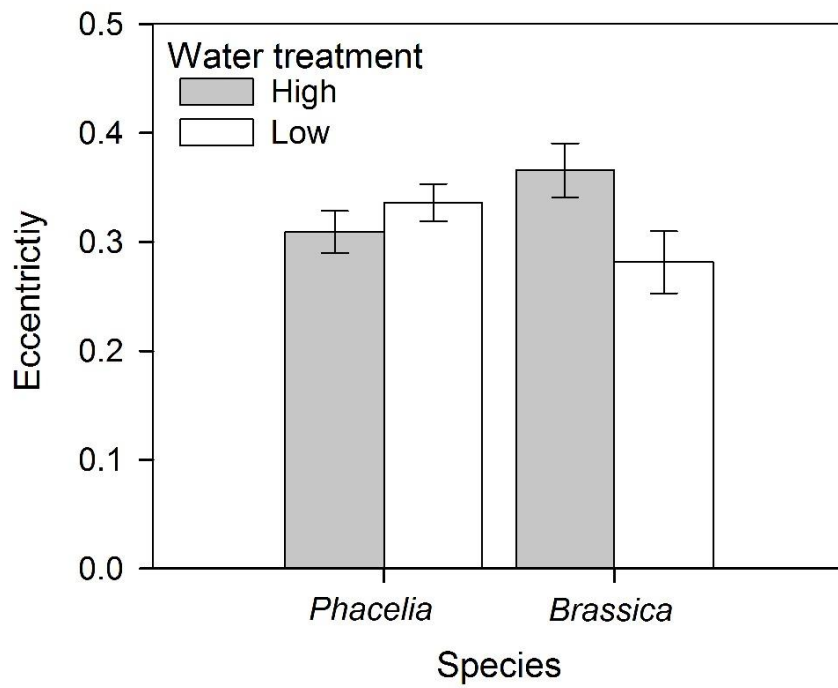 0.5
Water treatment
High
0.4
Low
0.3
0.2
0.1
0.0
Eccentrictiy
Phacelia Brassica
Species